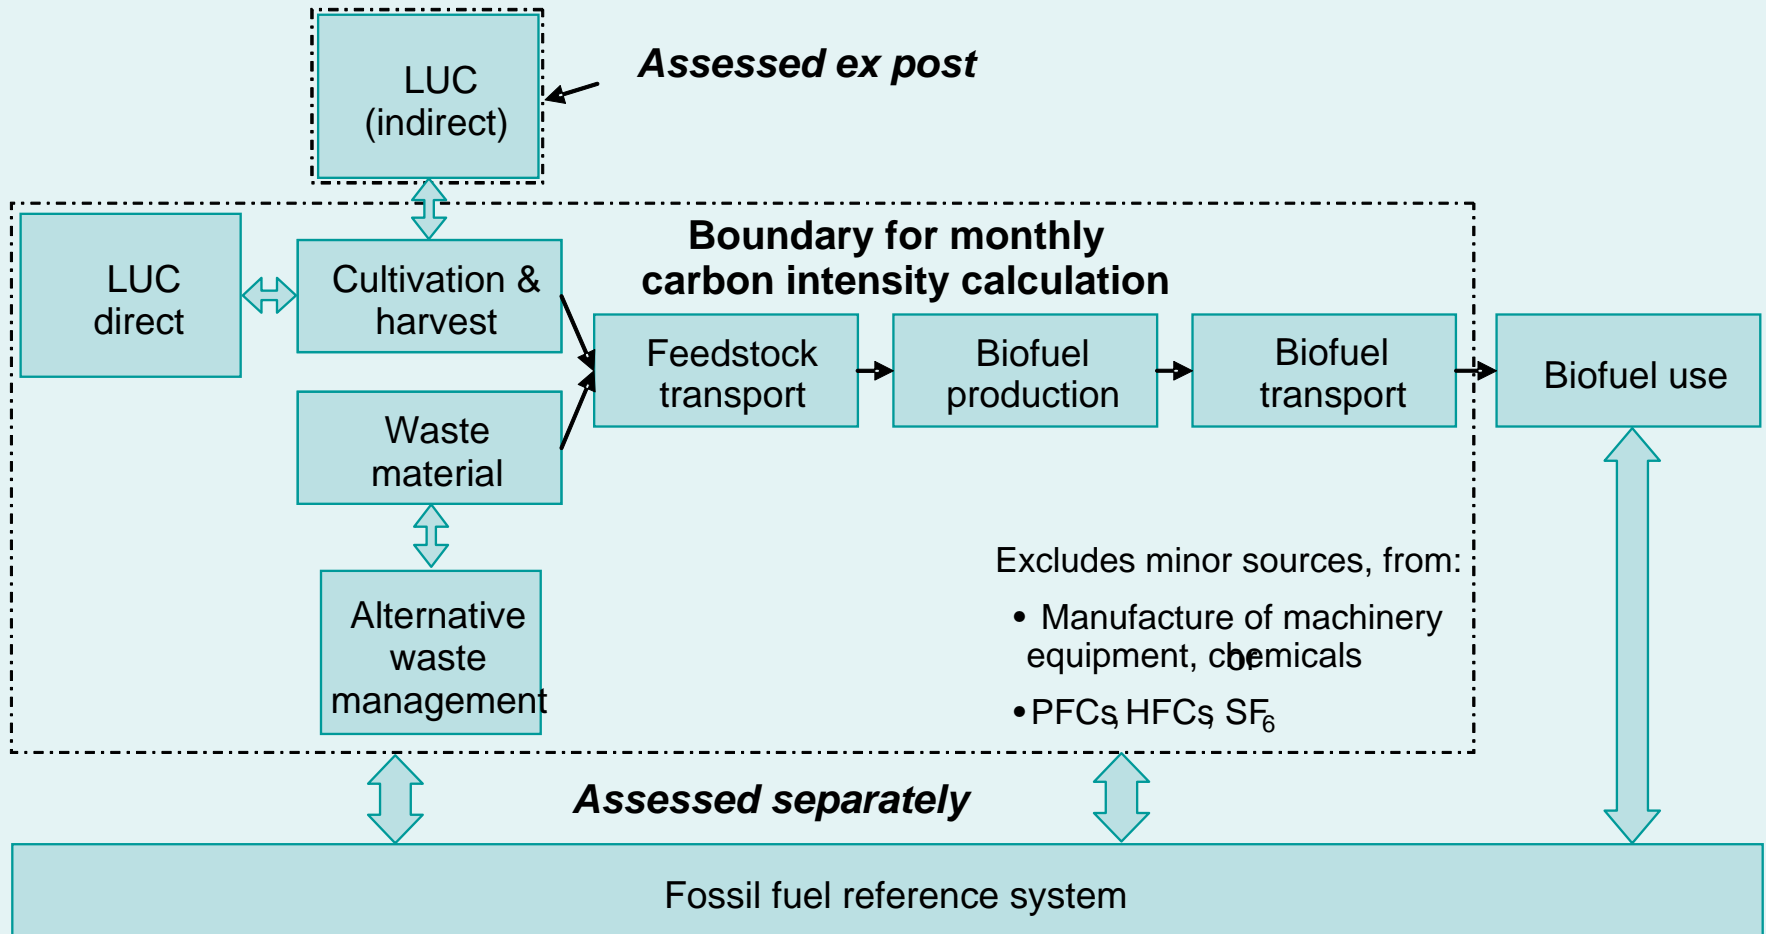 LUC
(indirect)
Assessed ex post
Boundary for monthly
carbon intensity calculation
LUC
direct
Cultivation &
harvest
Feedstock
transport
Biofuel
production
Biofuel
transport
Biofuel use
Waste
material
Alternative
waste
management
Excludes minor sources, from:
• Manufacture of machinery
equipment, chemicals
or
• PFCs, HFCs, SF6
Assessed separately
Fossil fuel reference system